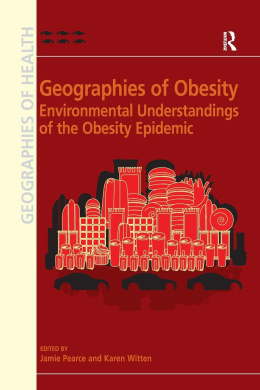 GEOGRAPHIES OF HEALTH
R
Geographies of Obesity
Environmental Understandings
of the Obesity Epidemic
EDITED BY
Jamie Pearce and Karen Witten